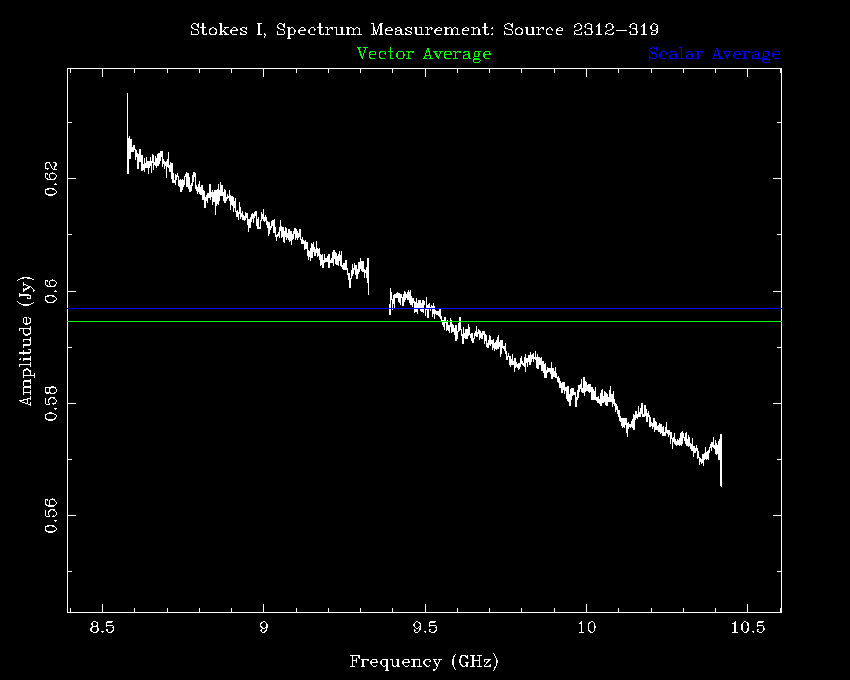 Stokes I, Spectrum Measurement: Source 2312−319
Vector Average Scalar Average
0.62
0.6
0.58
0.56
Amplitude (Jy)
8.5 9 9.5 10 10.5
Frequency (GHz)